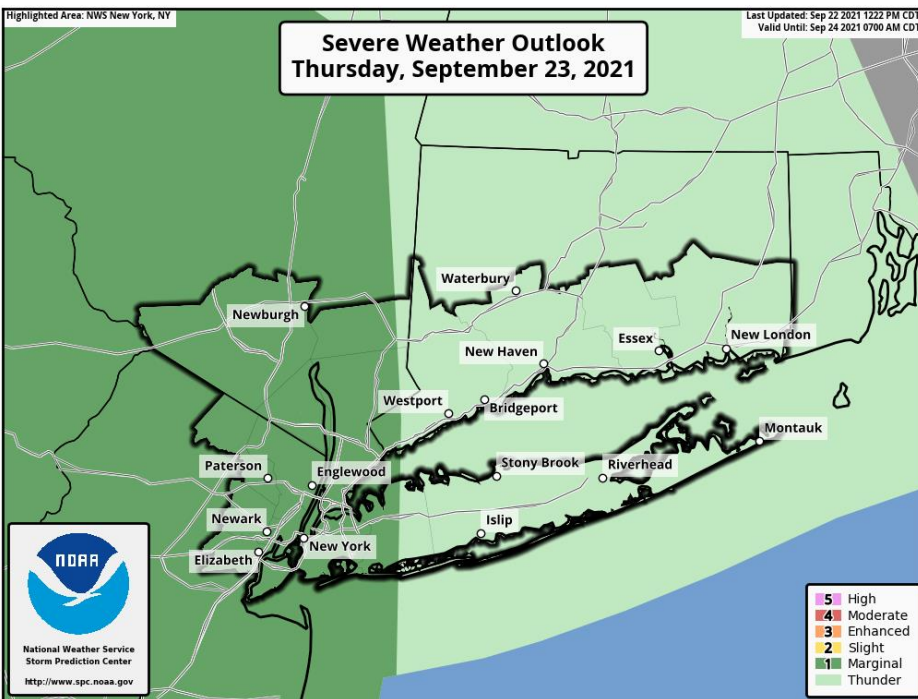 Highlighted Area: NWS New York, NY
Last Updated: Sep 22 2021 1222 PM CDT
Valid Until: Sep 24 2021 0700 AM CDT
Severe Weather Outlook
Thursday, September 23, 2021
Waterbury
Newburgh
New London
Essex
New Haven
Westport
Bridgeport
Montauk
Stony Brook
Riverhead
Paterson
Englewood
Newark
Islip
New York
Elizabeth
NOAA
National Weather Service
Storm Prediction Center
http://www.spc.noaa.gov
5 High
4 Moderate
3 Enhanced
2 Slight
1 Marginal
Thunder